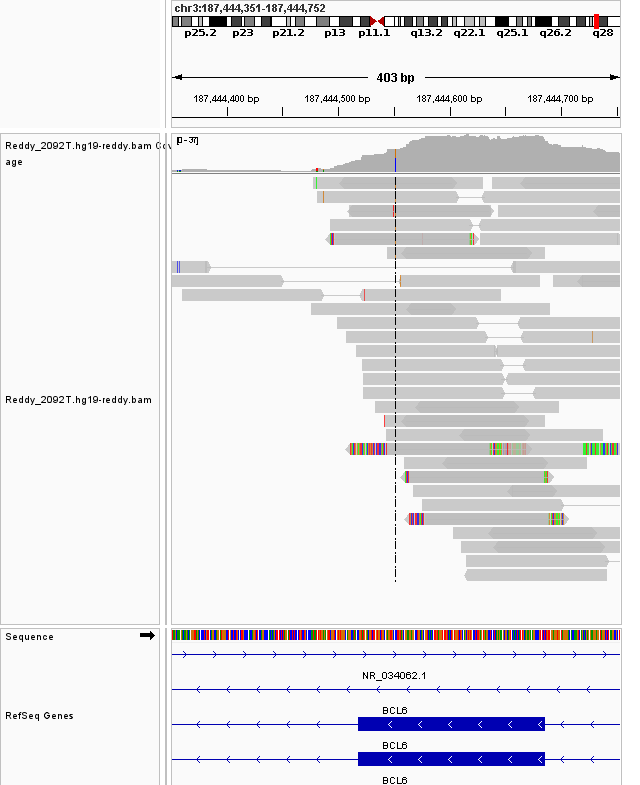 chr3:187,444,351-187,444,752
p25.2 p23 p21.2 p13 p11.1 q13.2 q22.1 q25.1 q26.2 q28
403 bp
187,444,400 bp 187,444,500 bp 187,444,600 bp 187,444,700 bp
[0 - 37]
Reddy_2092T.hg19-reddy.bam Cov
age
Reddy_2092T.hg19-reddy.bam
Sequence
NR_034062.1
BCL6
RefSeq Genes
BCL6
BCL6